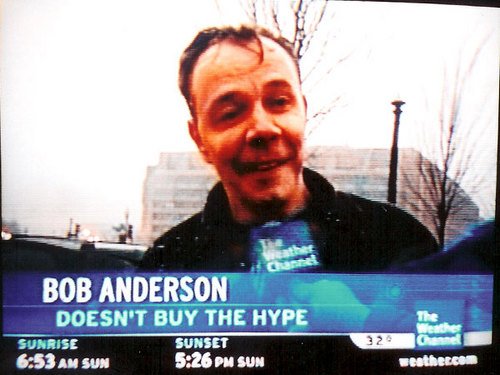 The
Weather
Channel
BOB ANDERSON
DOESN'T BUY THE HYPE
The
Weather
Channel
SUNRISE
SUNSET
32°
6:53 AM SUN
5:26 PM SUN
weather.com